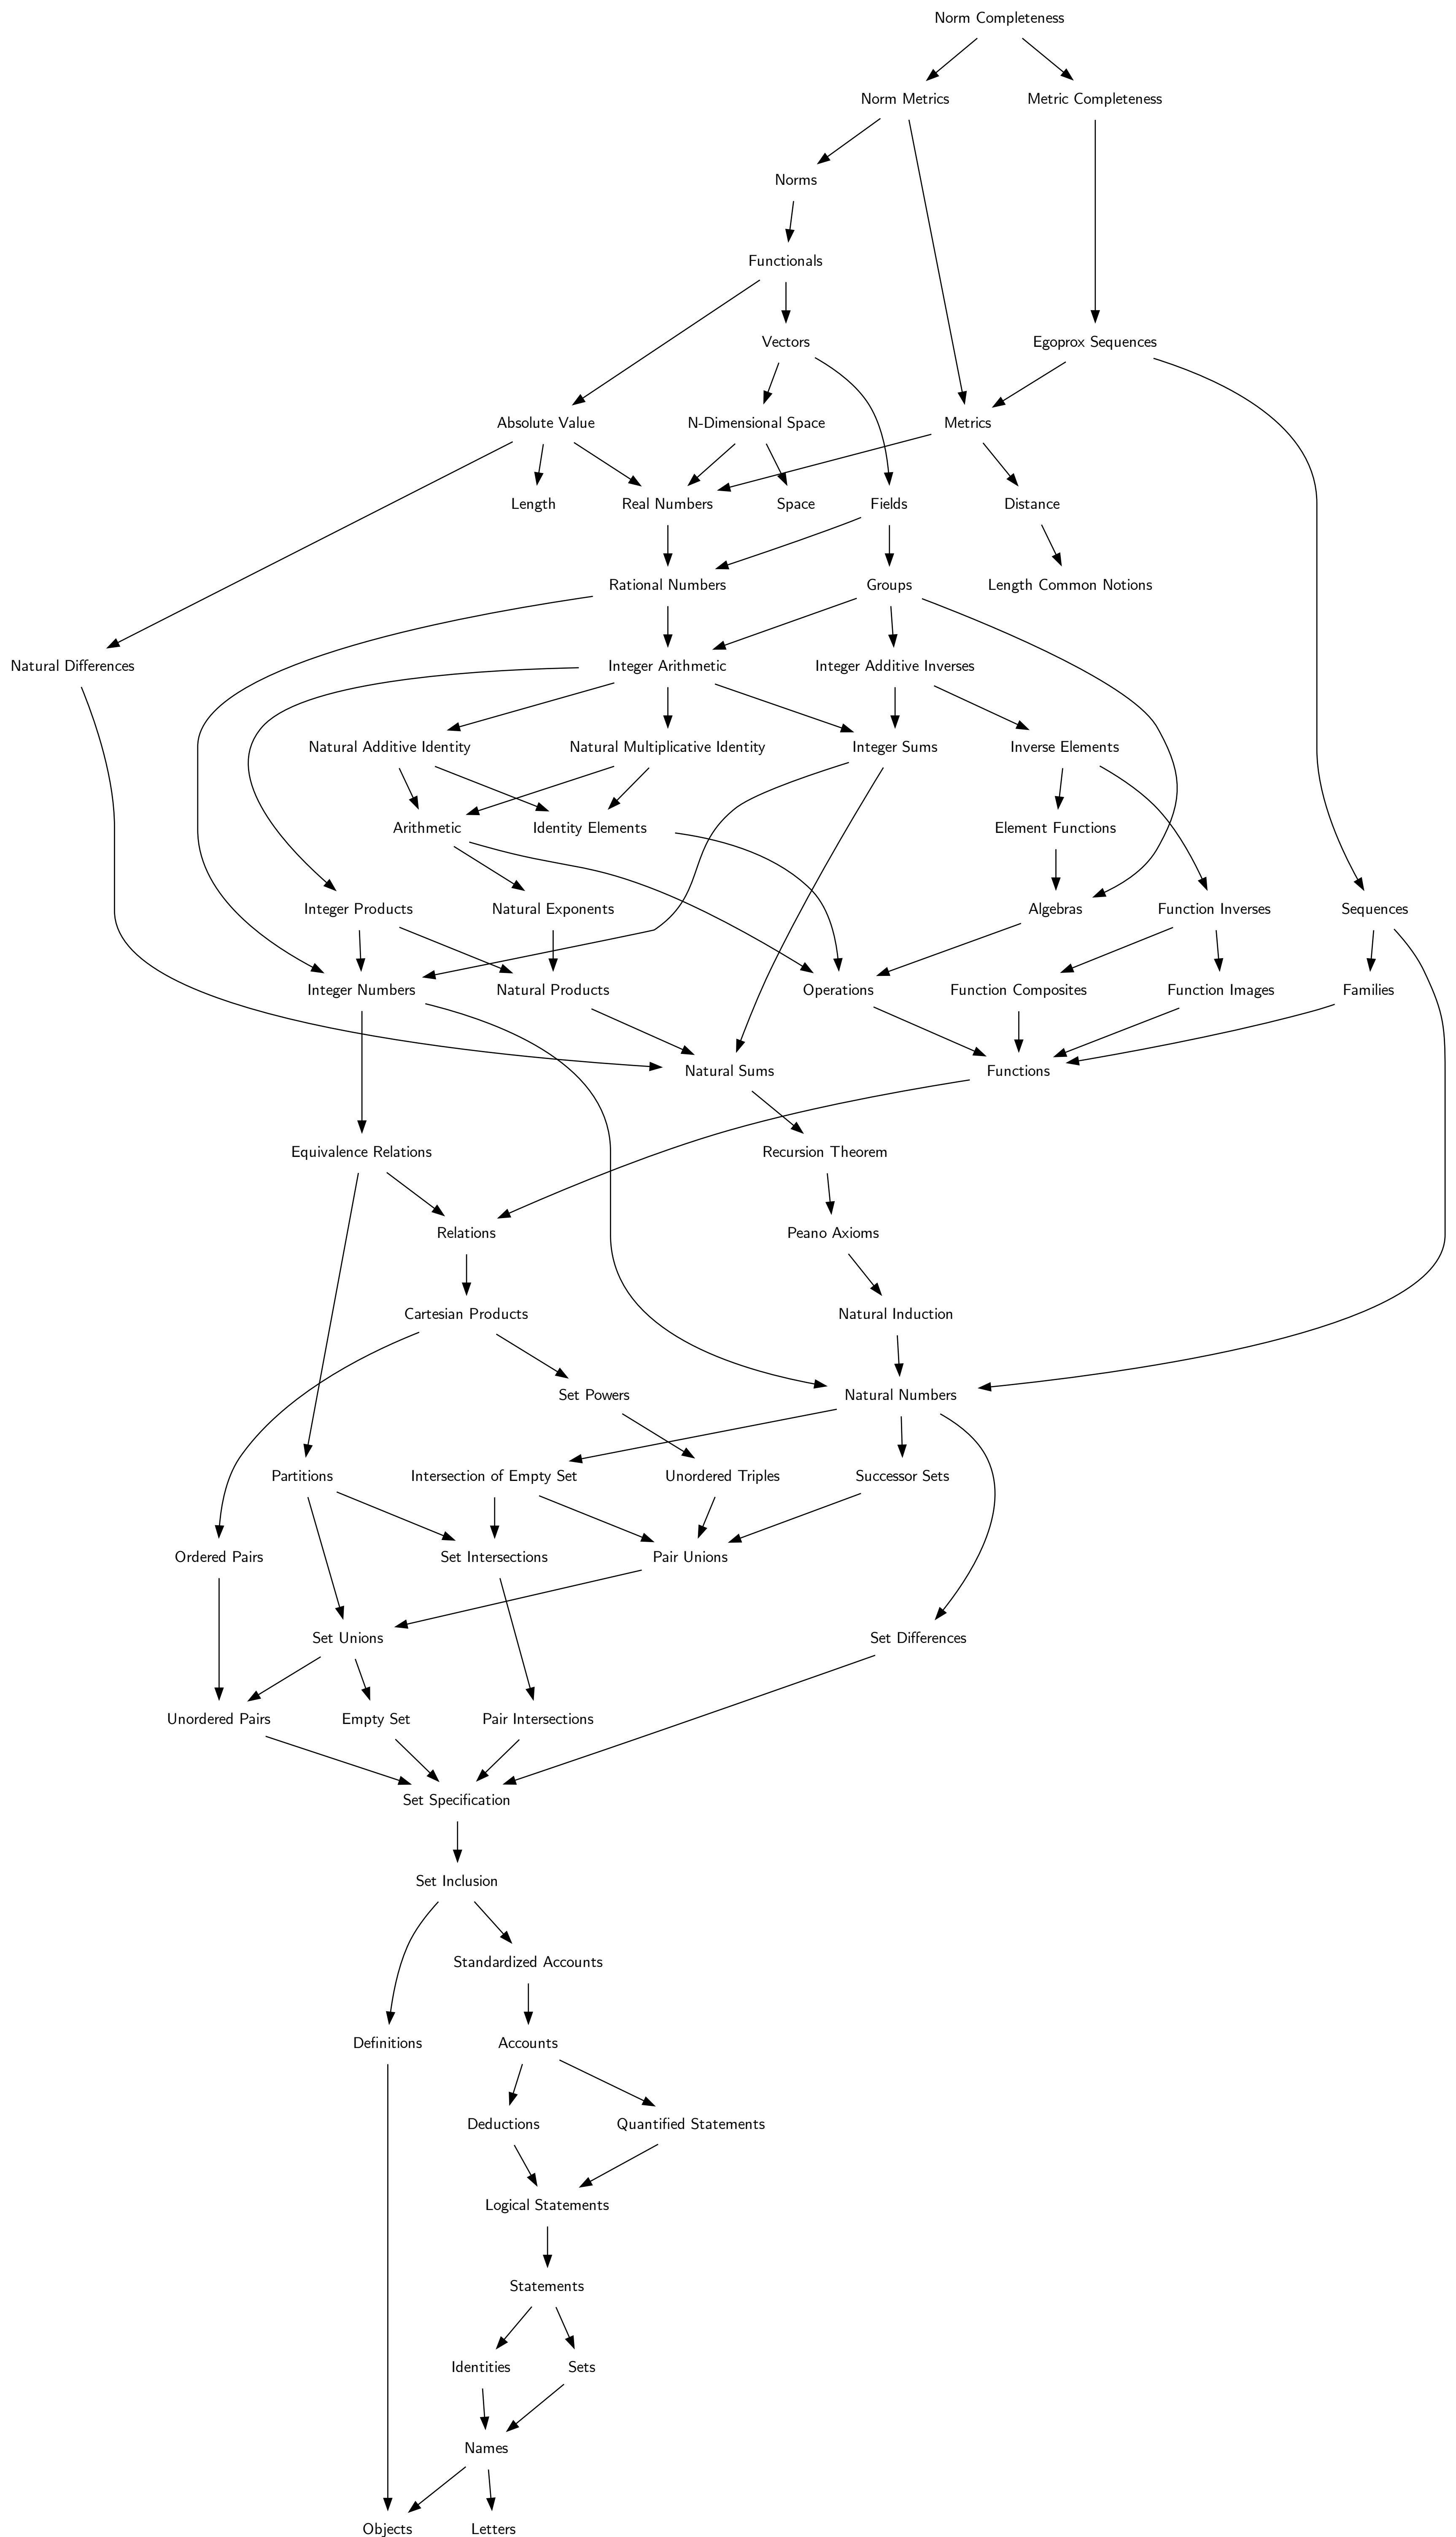 Norm Completeness
Norm Metrics
Metric Completeness
Norms
Functionals
Vectors
Egoprox Sequences
Absolute Value
N-Dimensional Space
Metrics
Length
Real Numbers
Space
Fields
Distance
Rational Numbers
Groups
Length Common Notions
Natural Differences
Integer Arithmetic
Integer Additive Inverses
Natural Additive Identity
Natural Multiplicative Identity
Integer Sums
Inverse Elements
Arithmetic
Identity Elements
Element Functions
Integer Products
Natural Exponents
Algebras
Function Inverses
Sequences
Integer Numbers
Natural Products
Operations
Function Composites
Function Images
Families
Natural Sums
Functions
Equivalence Relations
Recursion Theorem
Relations
Peano Axioms
Cartesian Products
Natural Induction
Set Powers
Natural Numbers
Partitions
Intersection of Empty Set
Unordered Triples
Successor Sets
Ordered Pairs
Set Intersections
Pair Unions
Set Unions
Set Differences
Unordered Pairs
Empty Set
Pair Intersections
Set Specification
Set Inclusion
Standardized Accounts
Definitions
Accounts
Deductions
Quantified Statements
Logical Statements
Statements
Identities
Sets
Names
Objects
Letters